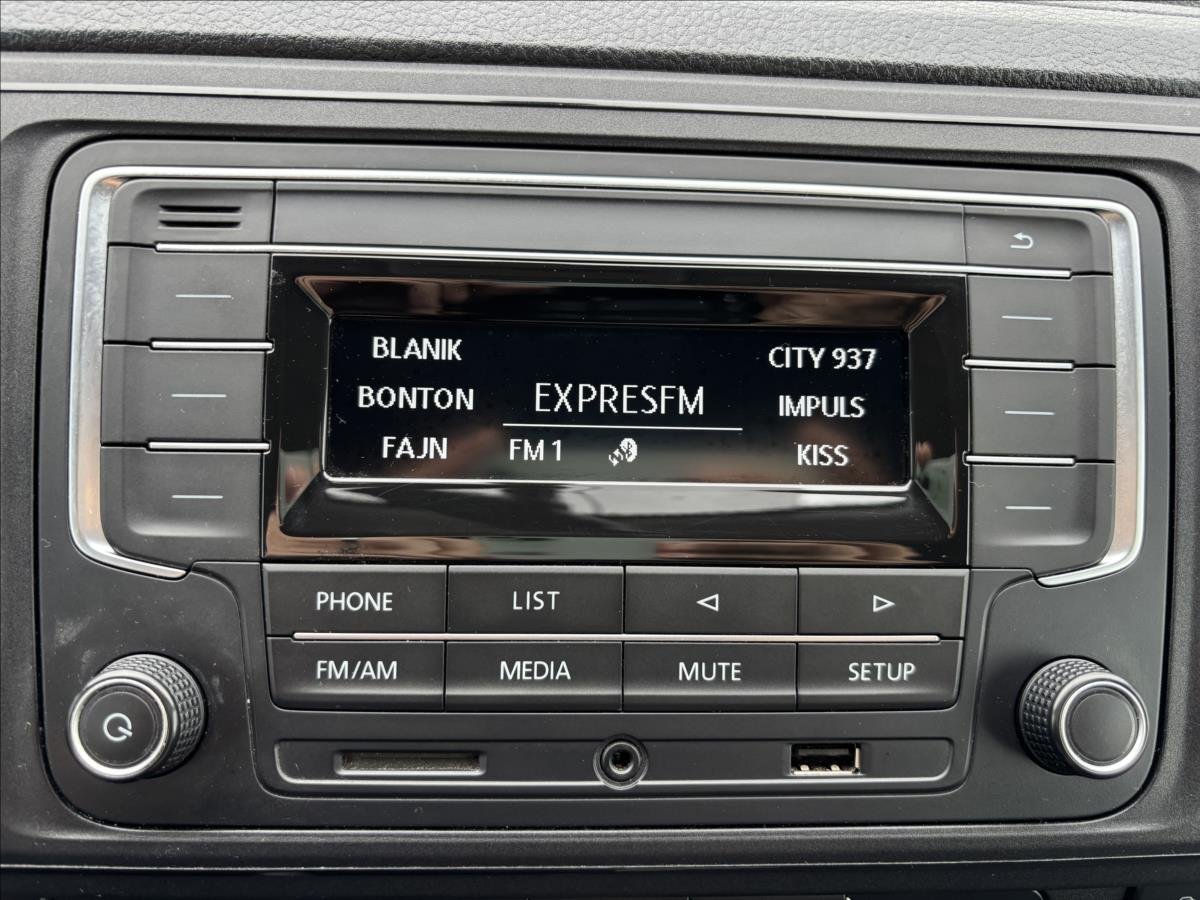 BLANIK
BONTON
FAJN
EXPRESFM
FM 1
CITY 937
IMPULS
KISS
PHONE
LIST
FM/AM
MEDIA
MUTE
SETUP